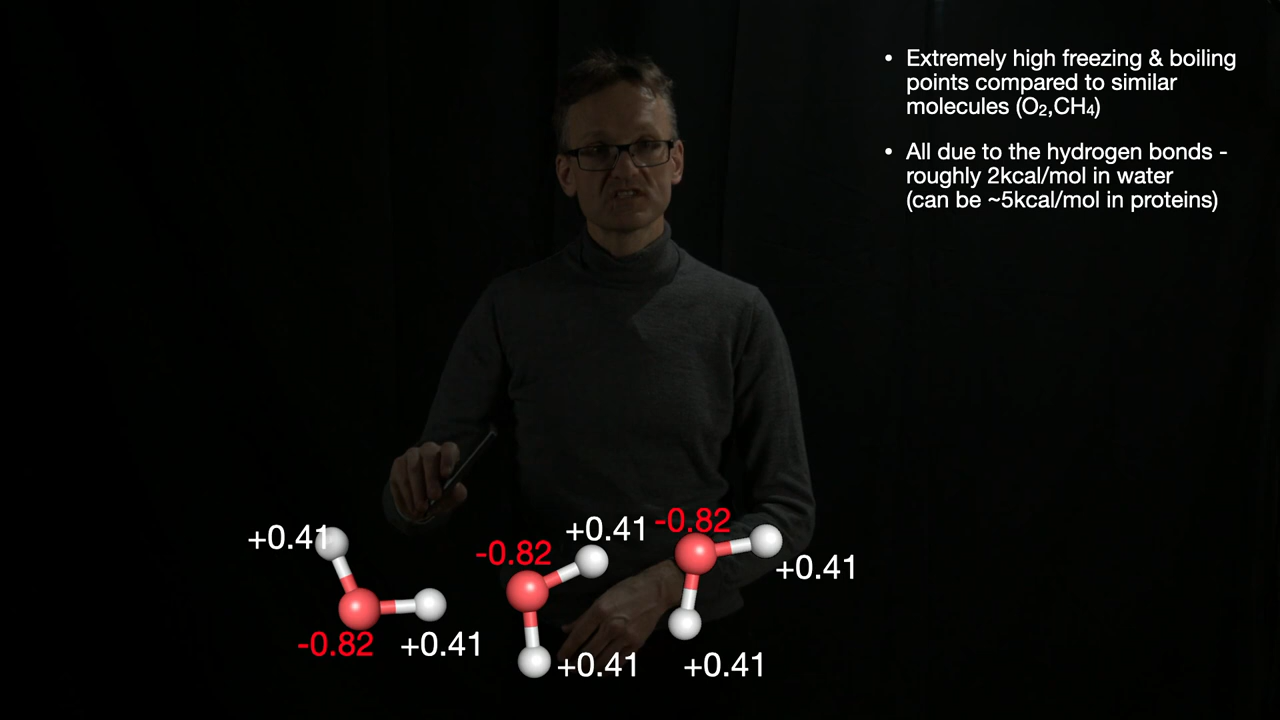 • Extremely high freezing & boiling
points compared to similar
molecules (O₂,CH₄)
• All due to the hydrogen bonds -
roughly 2kcal/mol in water
(can be ~5kcal/mol in proteins)
+0.41
-0.82
+0.41
-0.82
+0.41
+0.41
-0.82
+0.41
+0.41